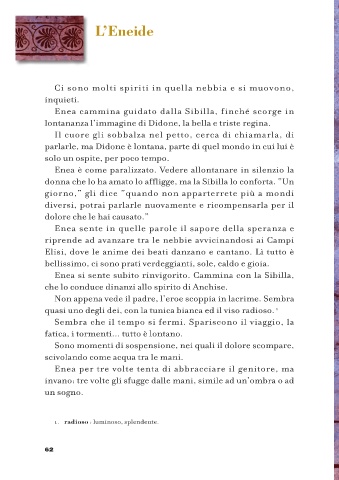 L'Eneide
Ci sono molti spiriti in quella nebbia e si muovono,
inquieti.
Enea cammina guidato dalla Sibilla, finché scorge in
lontananza l'immagine di Didone, la bella e triste regina.
Il cuore gli sobbalza nel petto, cerca di chiamarla, di
parlarle, ma Didone è lontana, parte di quel mondo in cui lui è
solo un ospite, per poco tempo.
Enea è come paralizzato. Vedere allontanare in silenzio la
donna che lo ha amato lo affligge, ma la Sibilla lo conforta. "Un
giorno," gli dice "quando non apparterrete più a mondi
diversi, potrai parlarle nuovamente e ricompensarla per il
dolore che le hai causato."
Enea sente in quelle parole il sapore della speranza e
riprende ad avanzare tra le nebbie avvicinandosi ai Campi
Elisi, dove le anime dei beati danzano e cantano. Lì tutto è
bellissimo, ci sono prati verdeggianti, sole, caldo e gioia.
Enea si sente subito rinvigorito. Cammina con la Sibilla,
che lo conduce dinanzi allo spirito di Anchise.
Non appena vede il padre, l'eroe scoppia in lacrime. Sembra
quasi uno degli dei, con la tunica bianca ed il viso radioso. ¹
Sembra che il tempo si fermi. Spariscono il viaggio, la
fatica, i tormenti... tutto è lontano.
Sono momenti di sospensione, nei quali il dolore scompare,
scivolando come acqua tra le mani.
Enea per tre volte tenta di abbracciare il genitore, ma
invano: tre volte gli sfugge dalle mani, simile ad un'ombra o ad
un sogno.
1. radioso : luminoso, splendente.
62